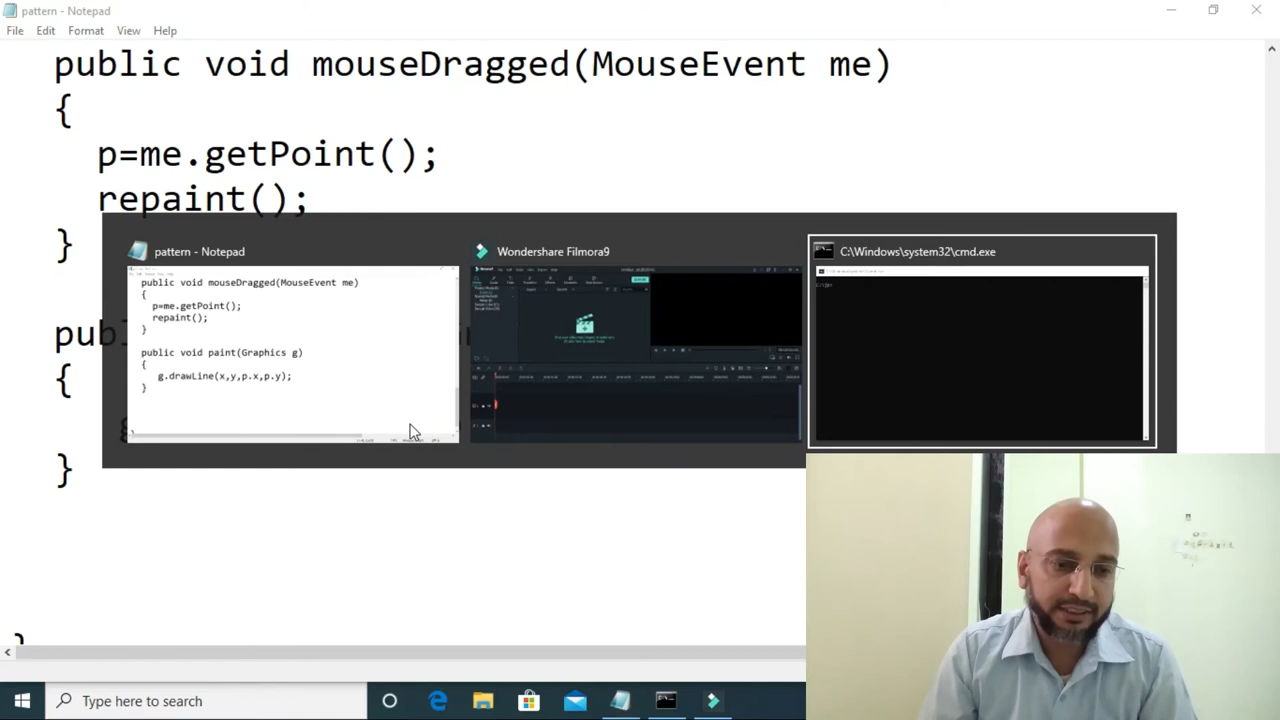 pattern - Notepad
File Edit Format View Help
public void mouseDragged(MouseEvent me)
{
p=me.getPoint();
repaint();
}
pattern - Notepad
Wondershare Filmora9
C:\Windows\system32\cmd.exe
public void mouseDragged(MouseEvent me)
{
p=me.getPoint();
repaint();
}
public void paint(Graphics g)
{
g.drawLine(x,y,p.x,p.y);
}
pub
{
}
}
Type here to search